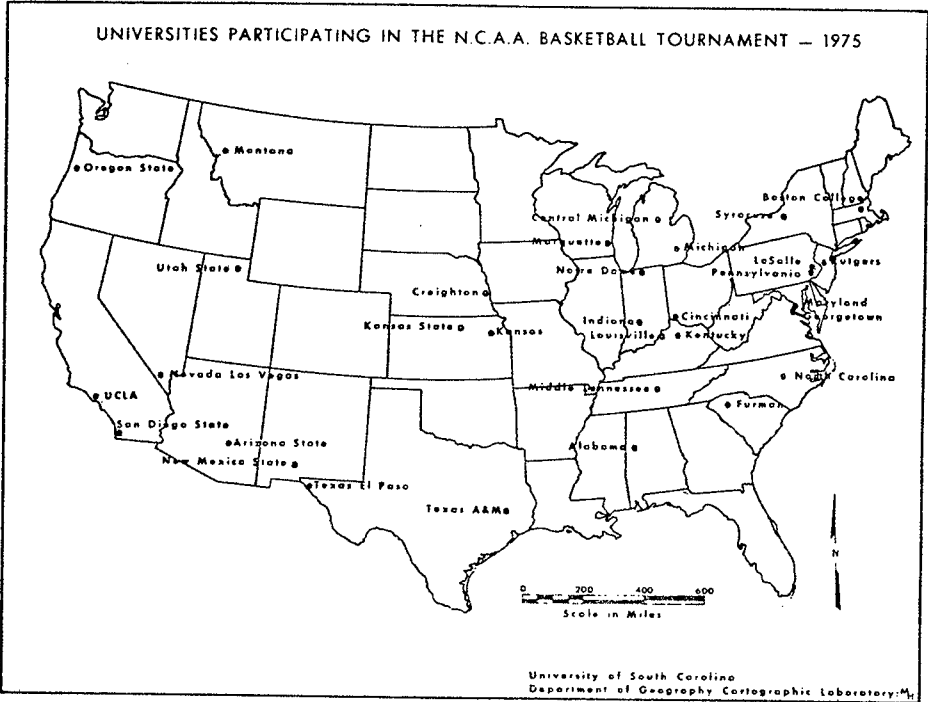 UNIVERSITIES PARTICIPATING IN THE N.C.A.A. BASKETBALL TOURNAMENT — 1975
Montana
Oregon State
Boston College
Central Michigan
Syracuse
Marquette
Michigan
Utah State
Notre Dame
LaSalle
Rutgers
Pennsylvania
Creighton
Maryland
Georgetown
Kansas State
Kansas
Indiana
Cincinnati
Louisville
Kentucky
Nevada Las Vegas
North Carolina
Middle Tennessee
UCLA
Furman
San Diego State
Arizona State
Alabama
New Mexico State
Texas El Paso
Texas A&M
N
0 200 400 600
Scale in Miles
University of South Carolina
Department of Geography Cartographic Laboratory:MH